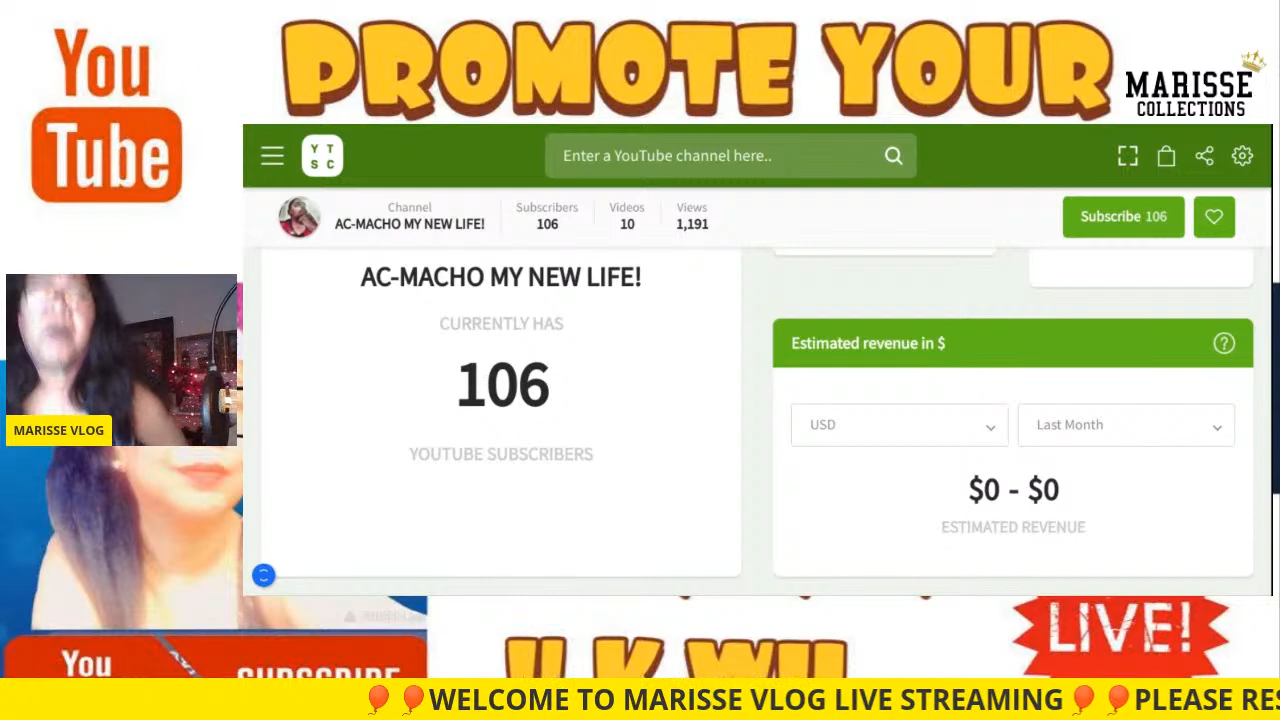 You
Tube
PROMOTE YOUR
MARISSE
COLLECTIONS
Y T
S C
Enter a YouTube channel here..
Channel
AC-MACHO MY NEW LIFE!
Subscribers
106
Videos
10
Views
1,191
Subscribe 106
AC-MACHO MY NEW LIFE!
CURRENTLY HAS
106
YOUTUBE SUBSCRIBERS
Estimated revenue in $
?
USD
Last Month
$0 - $0
ESTIMATED REVENUE
MARISSE VLOG
LIVE!
You
SUBSCRIBE
🎈🎈WELCOME TO MARISSE VLOG LIVE STREAMING🎈🎈PLEASE RES